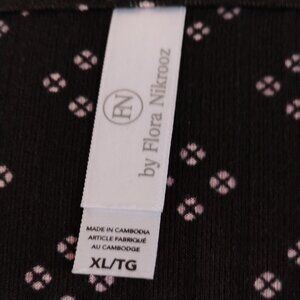 FN
by Flora Nikrooz
MADE IN CAMBODIA
ARTICLE FABRIQUÉ
AU CAMBODGE
XL/TG